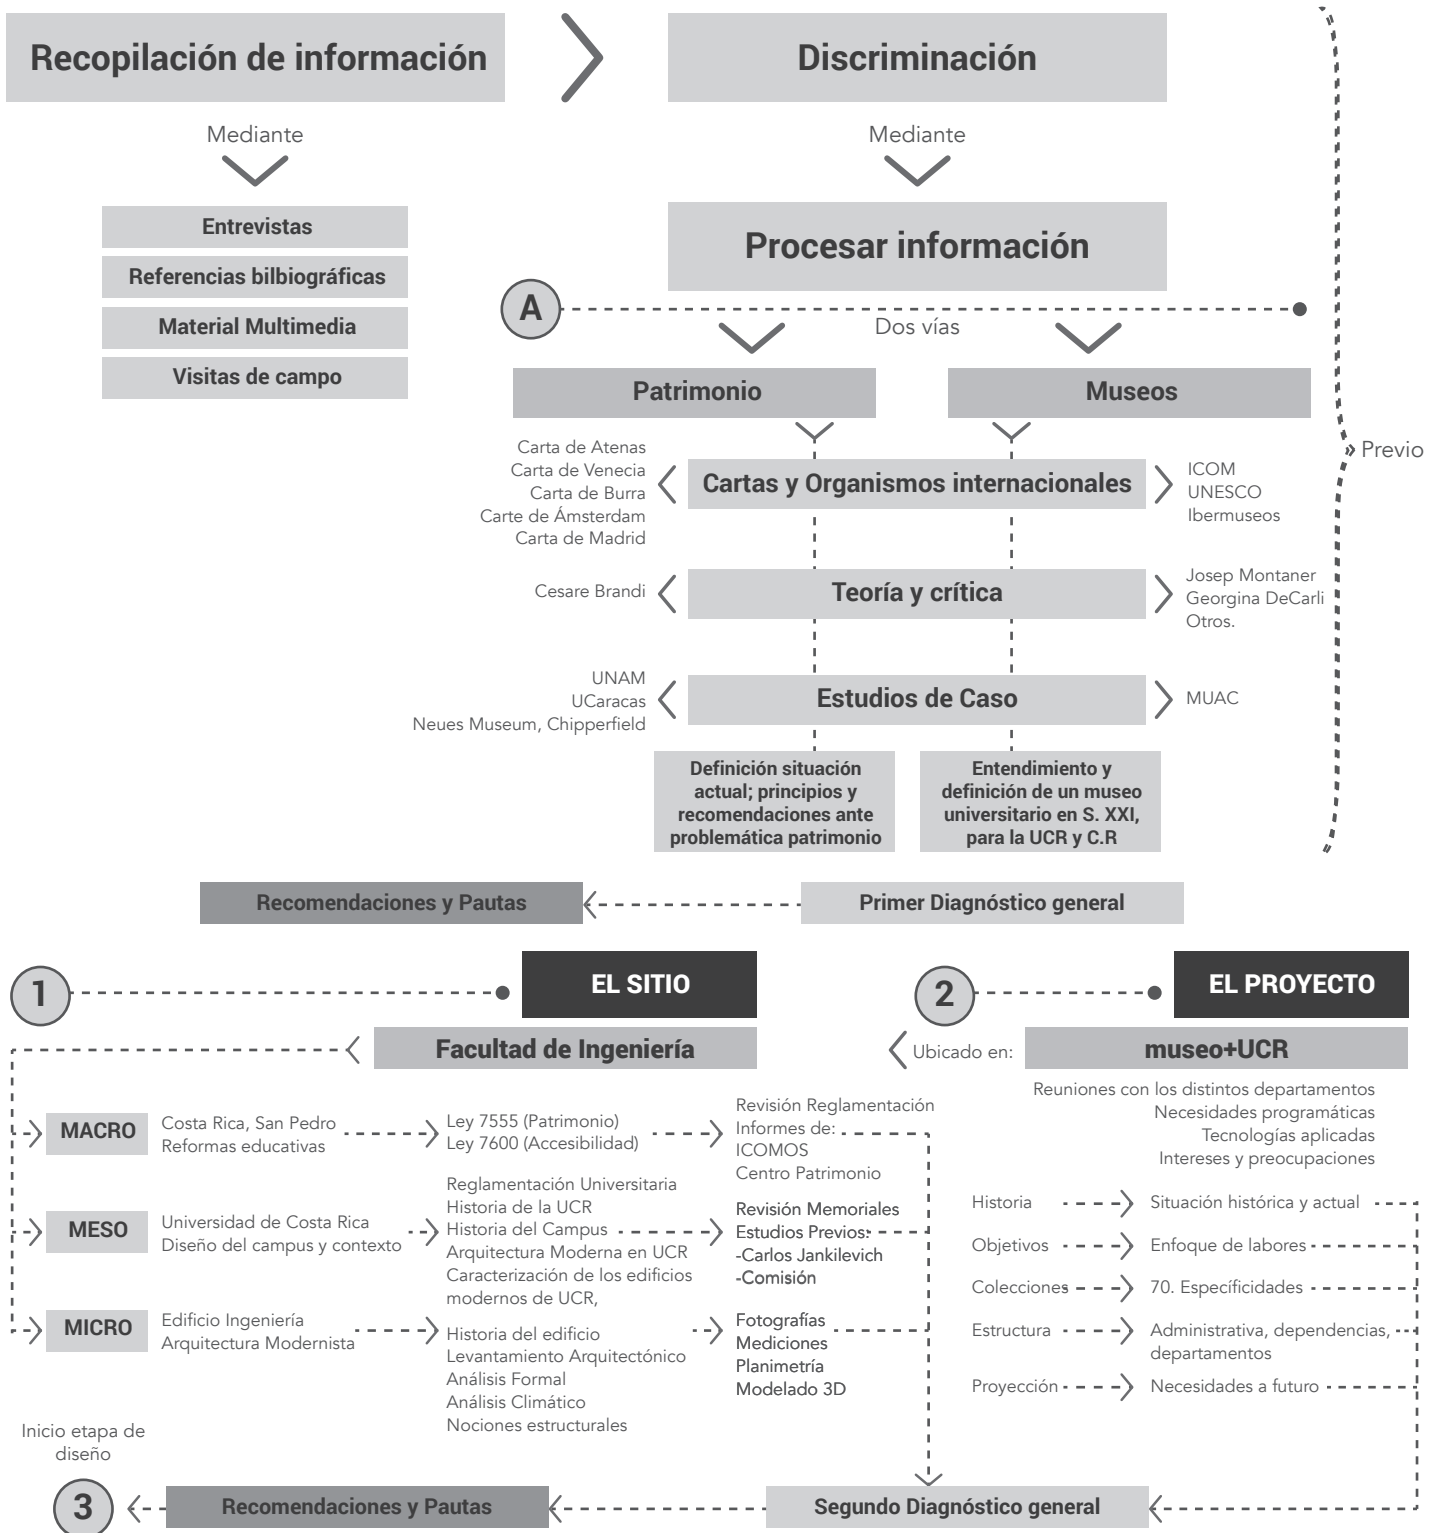 Recopilación de información
Discriminación
Mediante
Mediante
Entrevistas
Referencias bilbiográficas
Material Multimedia
Visitas de campo
Procesar información
A
Dos vías
Patrimonio
Museos
Previo
Carta de Atenas
Carta de Venecia
Carta de Burra
Carte de Ámsterdam
Carta de Madrid
Cartas y Organismos internacionales
ICOM
UNESCO
Ibermuseos
Cesare Brandi
Teoría y crítica
Josep Montaner
Georgina DeCarli
Otros.
UNAM
UCaracas
Neues Museum, Chipperfield
Estudios de Caso
MUAC
Definición situación
actual; principios y
recomendaciones ante
problemática patrimonio
Entendimiento y
definición de un museo
universitario en S. XXI,
para la UCR y C.R
Recomendaciones y Pautas
Primer Diagnóstico general
1
EL SITIO
Facultad de Ingeniería
MACRO
Costa Rica, San Pedro
Reformas educativas
Ley 7555 (Patrimonio)
Ley 7600 (Accesibilidad)
Revisión Reglamentación
Informes de:
ICOMOS
Centro Patrimonio
MESO
Universidad de Costa Rica
Diseño del campus y contexto
Reglamentación Universitaria
Historia de la UCR
Historia del Campus
Arquitectura Moderna en UCR
Caracterización de los edificios
modernos de UCR,
Revisión Memoriales
Estudios Previos:
-Carlos Jankilevich
-Comisión
MICRO
Edificio Ingeniería
Arquitectura Modernista
Historia del edificio
Levantamiento Arquitectónico
Análisis Formal
Análisis Climático
Nociones estructurales
Fotografías
Mediciones
Planimetría
Modelado 3D
2
EL PROYECTO
Ubicado en:
museo+UCR
Reuniones con los distintos departamentos
Necesidades programáticas
Tecnologías aplicadas
Intereses y preocupaciones
Historia
Situación histórica y actual
Objetivos
Enfoque de labores
Colecciones
70. Específicidades
Estructura
Administrativa, dependencias,
departamentos
Proyección
Necesidades a futuro
Inicio etapa de
diseño
3
Recomendaciones y Pautas
Segundo Diagnóstico general